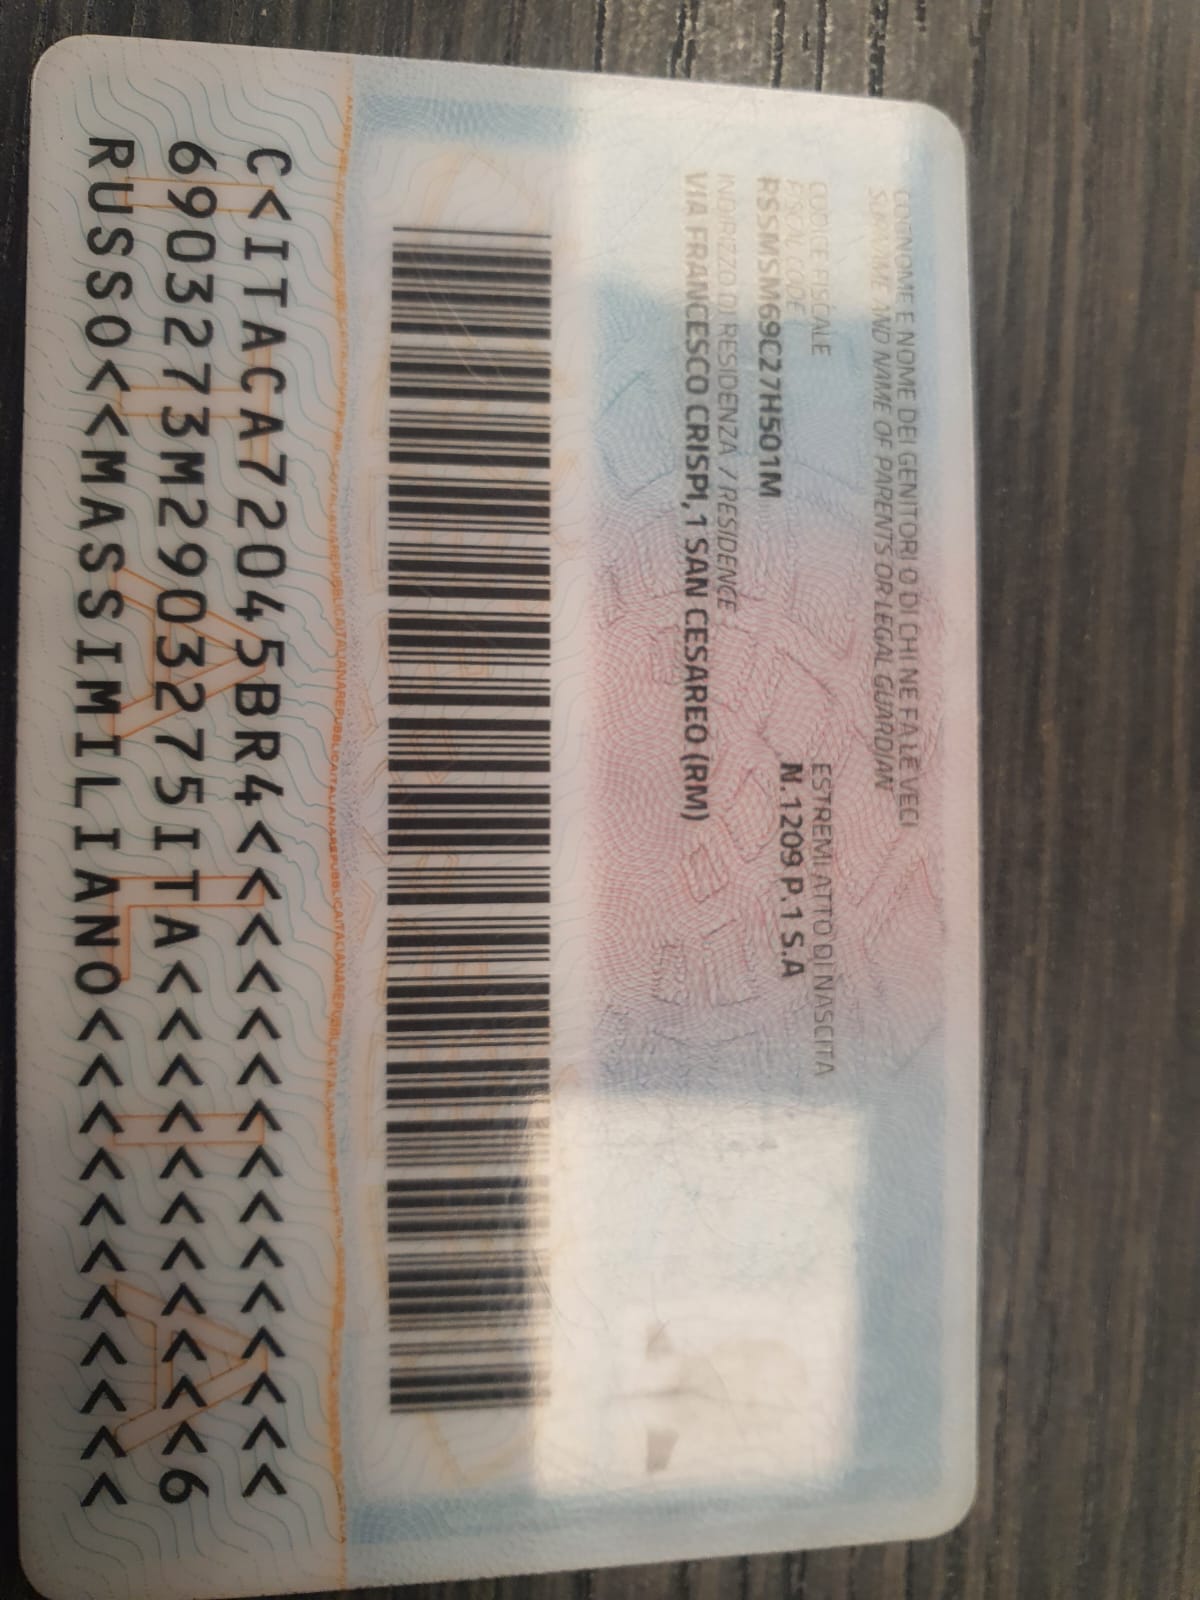 COGNOME E NOME DEI GENITORI O DI CHI NE FA LE VECI
SURNAME AND NAME OF PARENTS OR LEGAL GUARDIAN
CODICE FISCALE
FISCAL CODE
RSSMSM69C27H501M
ESTREMI ATTO DI NASCITA
N.1209 P.1 S.A
INDIRIZZO DI RESIDENZA / RESIDENCE
VIA FRANCESCO CRISPI, 1 SAN CESAREO (RM)
C<ITACA72045BR4<<<<<<<<<<<<<<<
6903273M2903275ITA<<<<<<<<<<<6
RUSSO<<MASSIMILIANO<<<<<<<<<<<
ITALIA